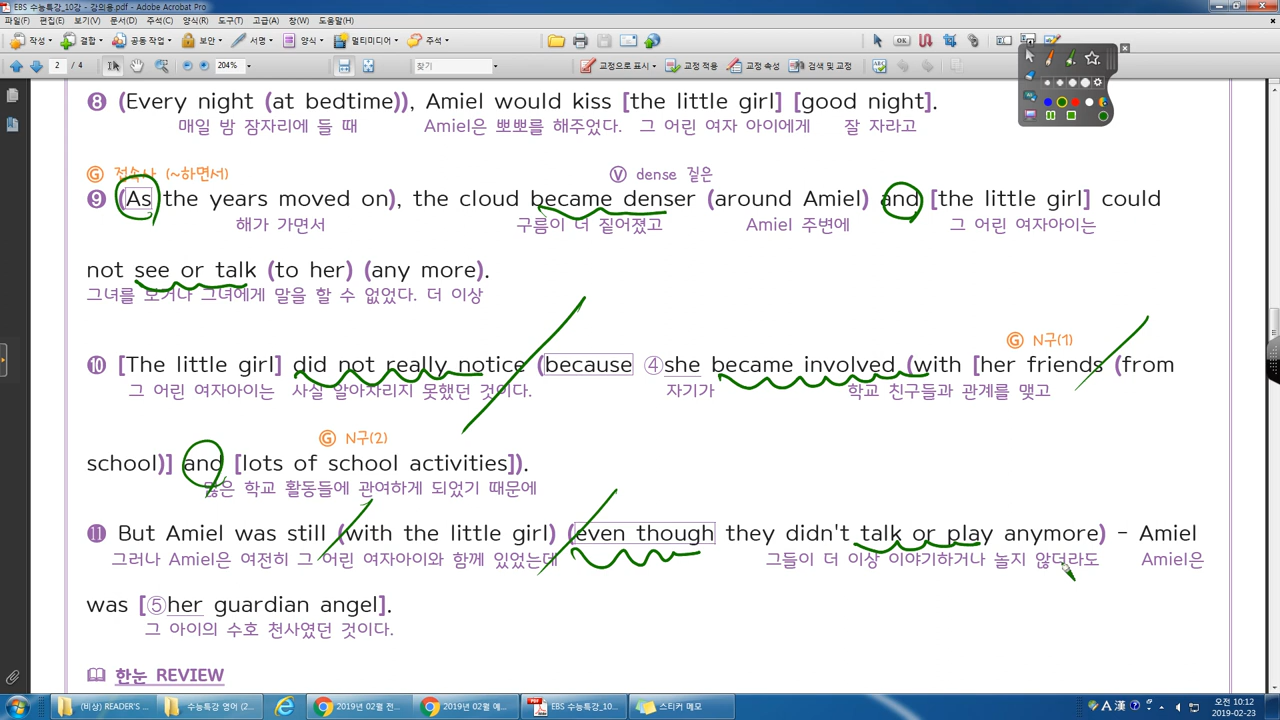 EBS 수능특강_10강 - 강의용.pdf - Adobe Acrobat Pro
파일(F) 편집(E) 보기(V) 문서(D) 주석(C) 양식(R) 도구(T) 고급(A) 창(W) 도움말(H)
작성 결합 공동 작업 보안 서명 양식 멀티미디어 주석
2 / 4 204% 찾기 교정으로 표시 교정 적용 교정 속성 검색 및 교정
❽ (Every night (at bedtime)), Amiel would kiss [the little girl] [good night].
매일 밤 잠자리에 들 때 Amiel은 뽀뽀를 해주었다. 그 어린 여자 아이에게 잘 자라고
Ⓖ 접속사 (~하면서) Ⓥ dense 짙은
❾ (As the years moved on), the cloud became denser (around Amiel) and [the little girl] could
해가 가면서 구름이 더 짙어졌고 Amiel 주변에 그 어린 여자아이는
not see or talk (to her) (any more).
그녀를 보거나 그녀에게 말을 할 수 없었다. 더 이상
Ⓖ N구(1)
❿ [The little girl] did not really notice (because ④she became involved (with [her friends (from
그 어린 여자아이는 사실 알아차리지 못했던 것이다. 자기가 학교 친구들과 관계를 맺고
Ⓖ N구(2)
school)] and [lots of school activities]).
많은 학교 활동들에 관여하게 되었기 때문에
⓫ But Amiel was still (with the little girl) (even though they didn't talk or play anymore) - Amiel
그러나 Amiel은 여전히 그 어린 여자아이와 함께 있었는데 그들이 더 이상 이야기하거나 놀지 않더라도 Amiel은
was [⑤her guardian angel].
그 아이의 수호 천사였던 것이다.
한눈 REVIEW
(비상) READER'S ... 수능특강 영어 (2... 2019년 02월 전... 2019년 02월 예... EBS 수능특강_10... 스티커 메모 A 漢 오전 10:12
2019-02-23